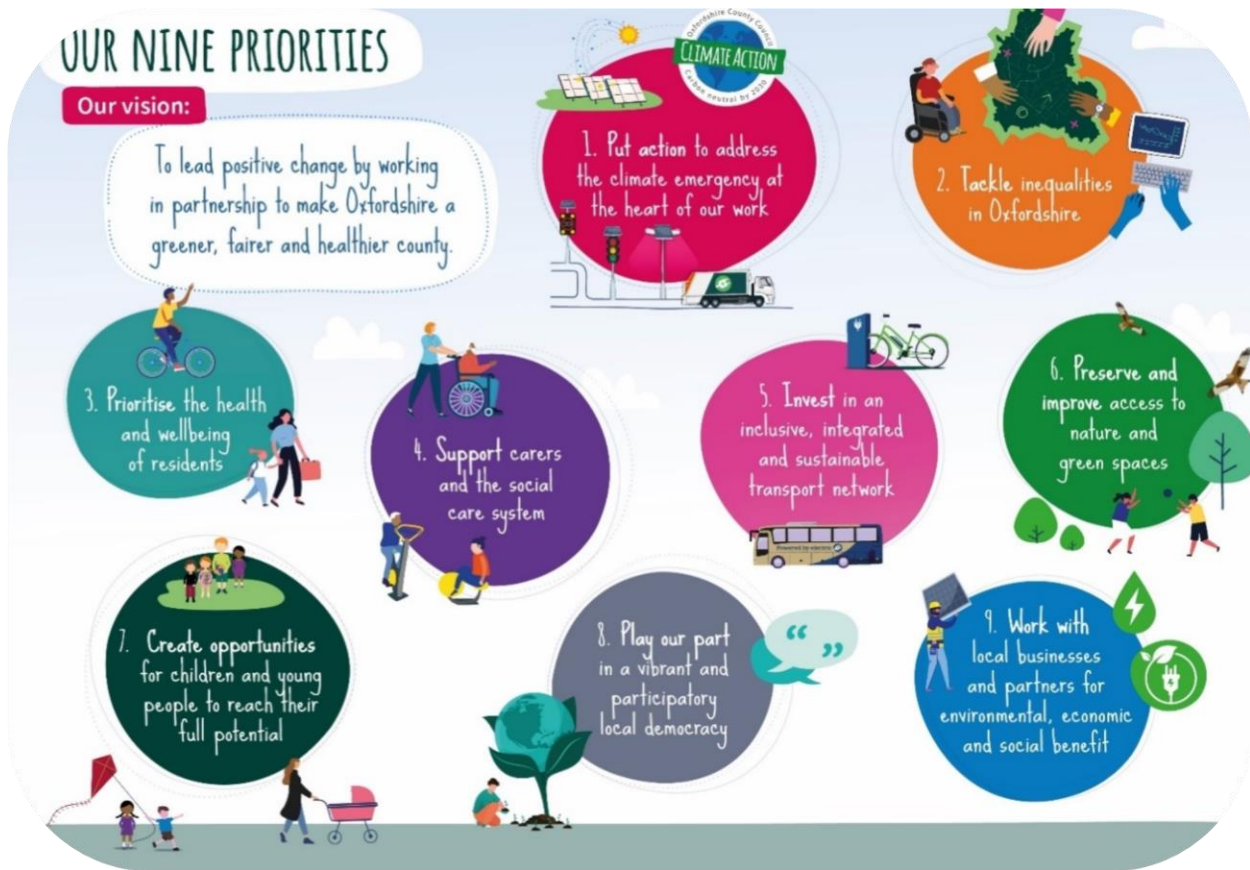 OUR NINE PRIORITIES
Our vision:
To lead positive change by working
in partnership to make Oxfordshire a
greener, fairer and healthier county.
Oxfordshire County Council
CLIMATE ACTION
Carbon neutral by 2030
1. Put action to address
the climate emergency at
the heart of our work
2. Tackle inequalities
in Oxfordshire
3. Prioritise the health
and wellbeing
of residents
4. Support carers
and the social
care system
5. Invest in an
inclusive, integrated
and sustainable
transport network
Powered by electric
6. Preserve and
improve access to
nature and
green spaces
7. Create opportunities
for children and young
people to reach their
full potential
8. Play our part
in a vibrant and
participatory
local democracy
9. Work with
local businesses
and partners for
environmental, economic
and social benefit